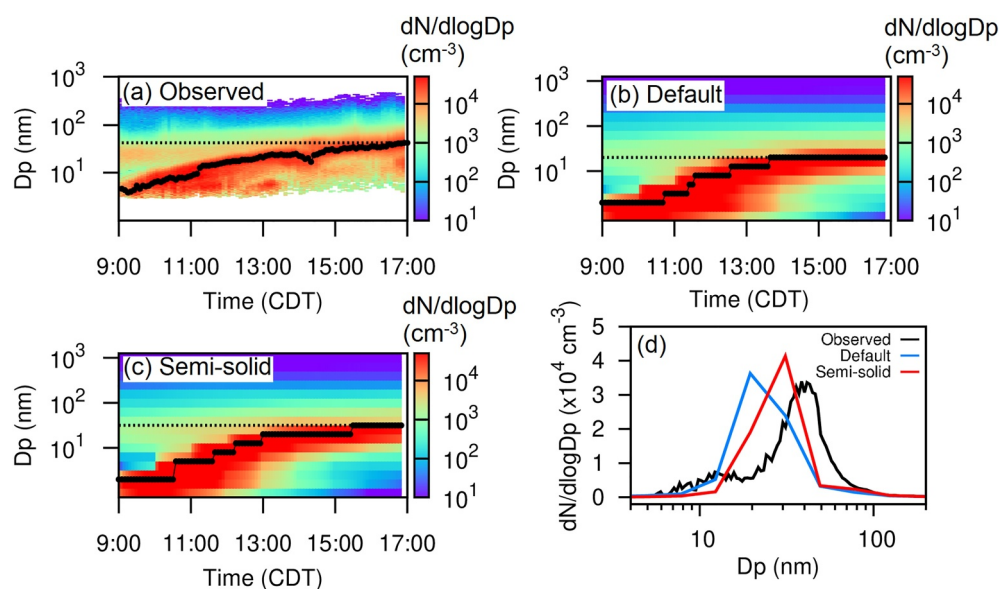 dN/dlogDp
(cm-3)
(a) Observed
Dp (nm)
10³
10²
10¹
10⁴
10³
10²
10¹
9:00 11:00 13:00 15:00 17:00
Time (CDT)
dN/dlogDp
(cm-3)
(b) Default
Dp (nm)
10³
10²
10¹
10⁴
10³
10²
10¹
9:00 11:00 13:00 15:00 17:00
Time (CDT)
dN/dlogDp
(cm-3)
(c) Semi-solid
Dp (nm)
10³
10²
10¹
10⁴
10³
10²
10¹
9:00 11:00 13:00 15:00 17:00
Time (CDT)
(d)
Observed
Default
Semi-solid
dN/dlogDp (x10⁴ cm-3)
5
4
3
2
1
0
10 100
Dp (nm)